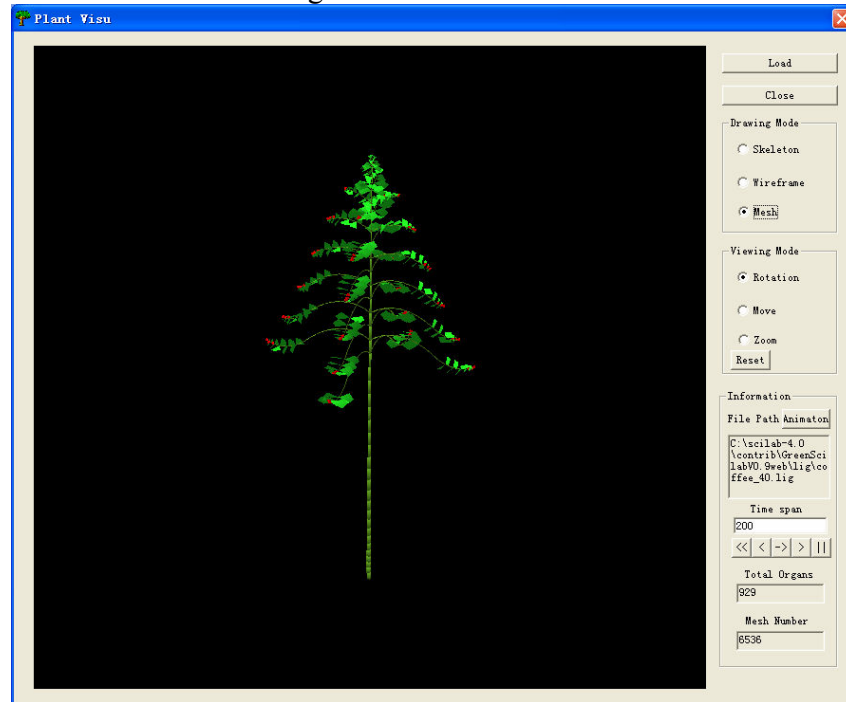 Plant Visu
Load
Close
Drawing Mode
Skeleton
Wireframe
Mesh
Viewing Mode
Rotation
Move
Zoom
Reset
Information
File Path Animaton
C:\scilab-4.0
\contrib\GreenSci
labV0.9web\lig\co
ffee_40.lig
Time span
200
<< < -> > ||
Total Organs
929
Mesh Number
6536